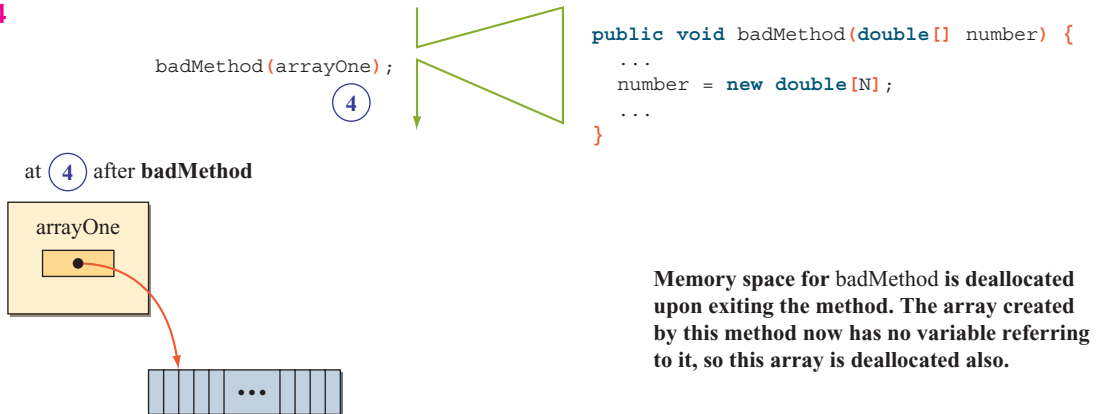 4
badMethod(arrayOne);
4
public void badMethod(double[] number) {
...
number = new double[N];
...
}
at 4 after badMethod
arrayOne
...
Memory space for badMethod is deallocated
upon exiting the method. The array created
by this method now has no variable referring
to it, so this array is deallocated also.